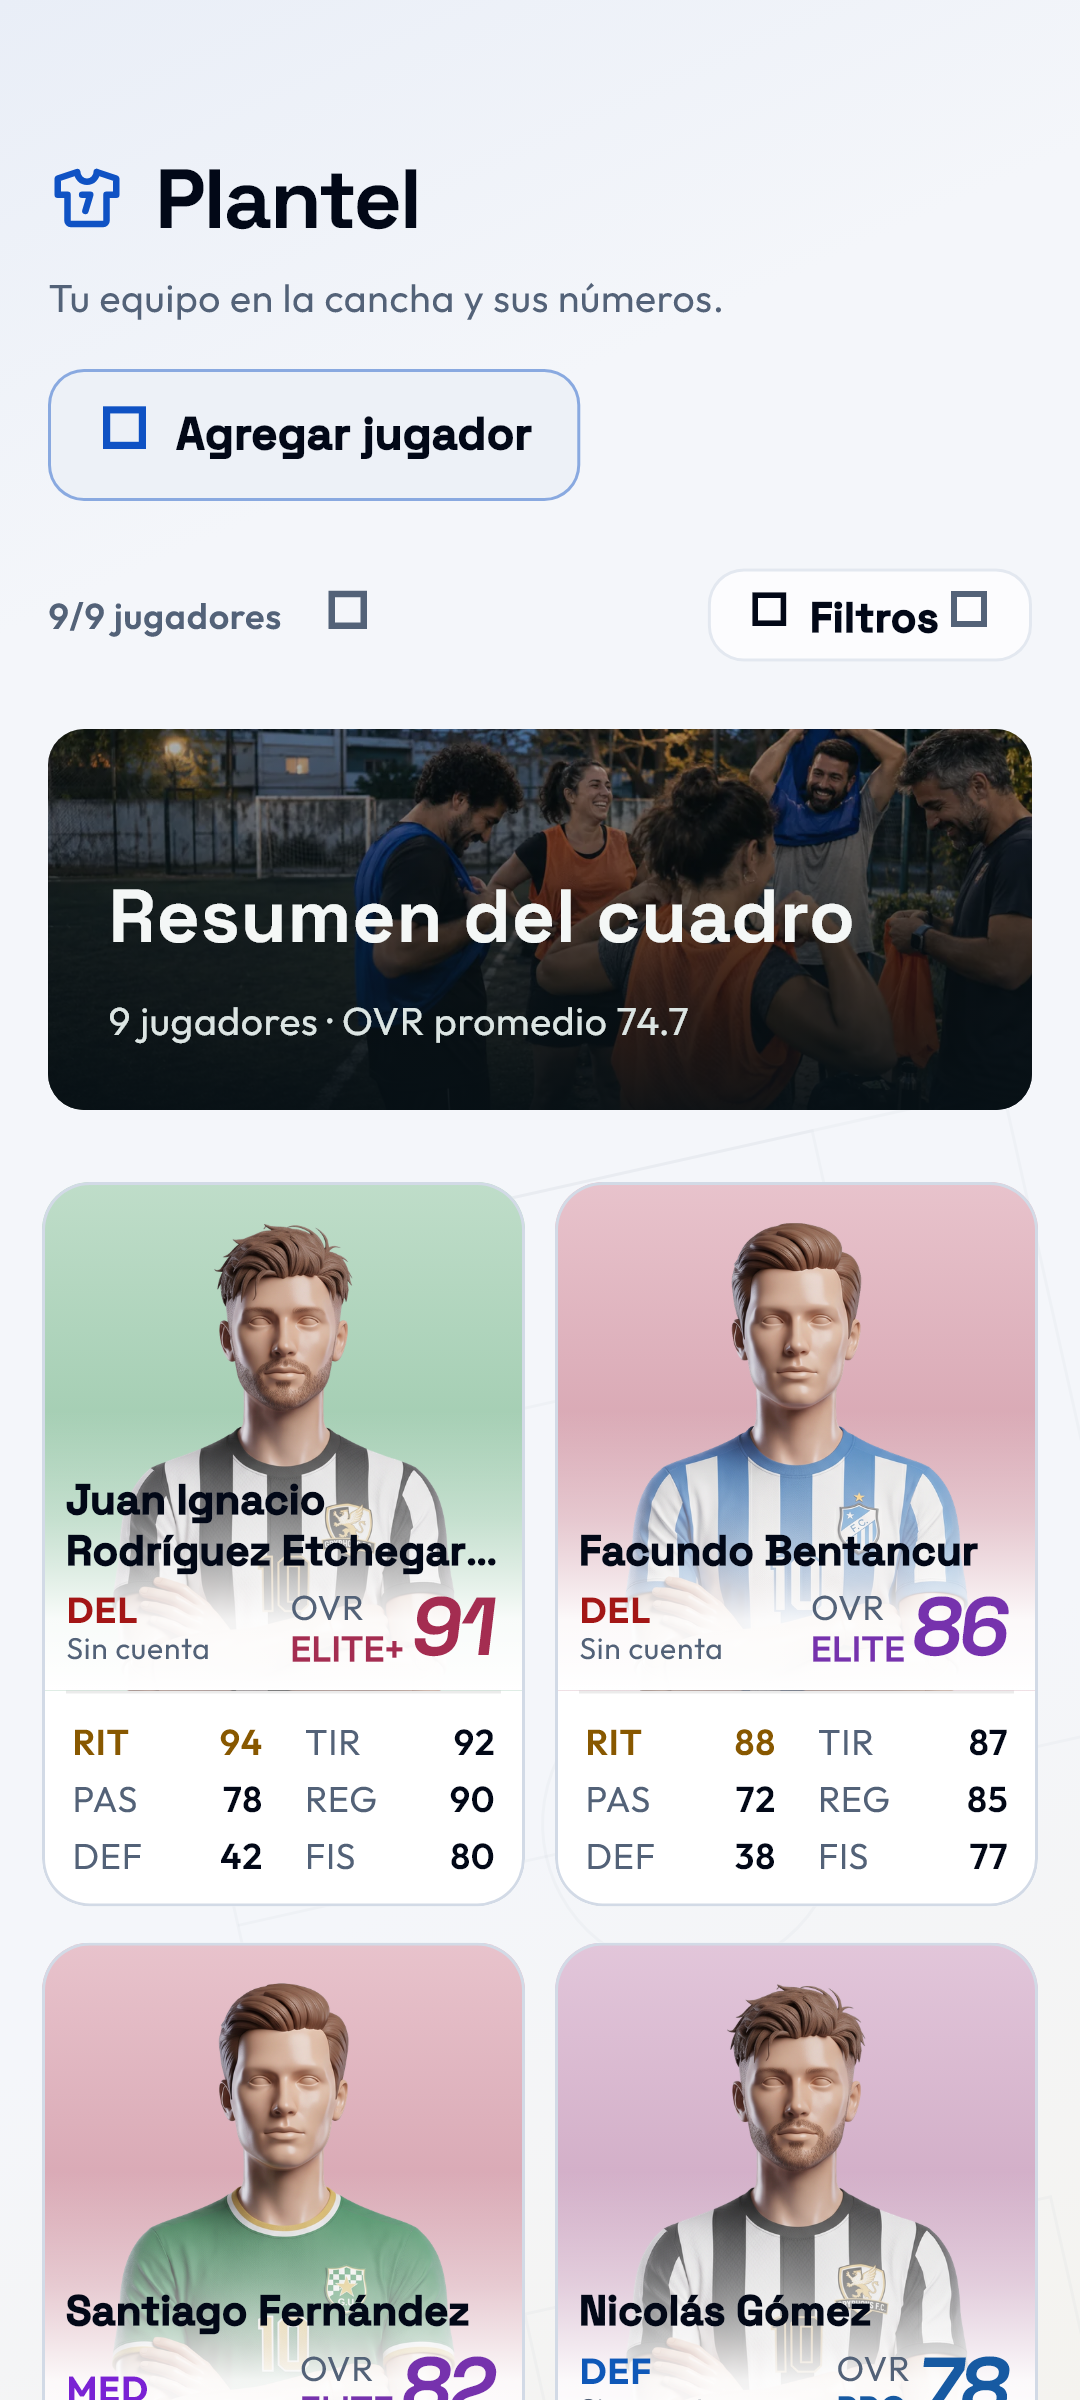 Plantel
Tu equipo en la cancha y sus números.
Agregar jugador
9/9 jugadores
Filtros
Resumen del cuadro
9 jugadores · OVR promedio 74.7
Juan Ignacio
Rodríguez Etchegar...
DEL
Sin cuenta
OVR
ELITE+
91
RIT 94 TIR 92
PAS 78 REG 90
DEF 42 FIS 80
Facundo Bentancur
DEL
Sin cuenta
OVR
ELITE
86
RIT 88 TIR 87
PAS 72 REG 85
DEF 38 FIS 77
Santiago Fernández
MED
OVR
82
Nicolás Gómez
DEF
OVR
78